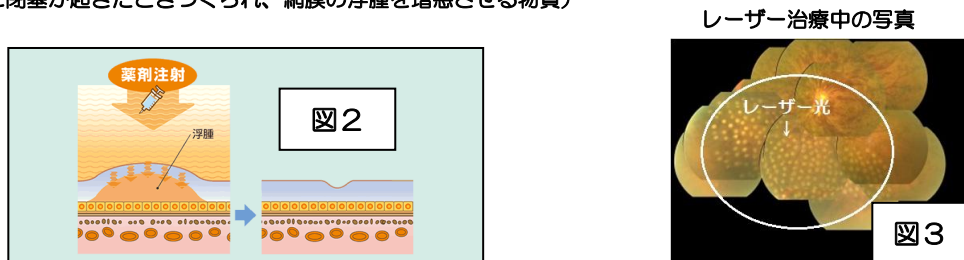 閉塞が起きたときつくられ、網膜の浮腫を増悪させる物質）
レーザー治療中の写真
薬剤注射
図２
浮腫
レーザー光
↓
図３